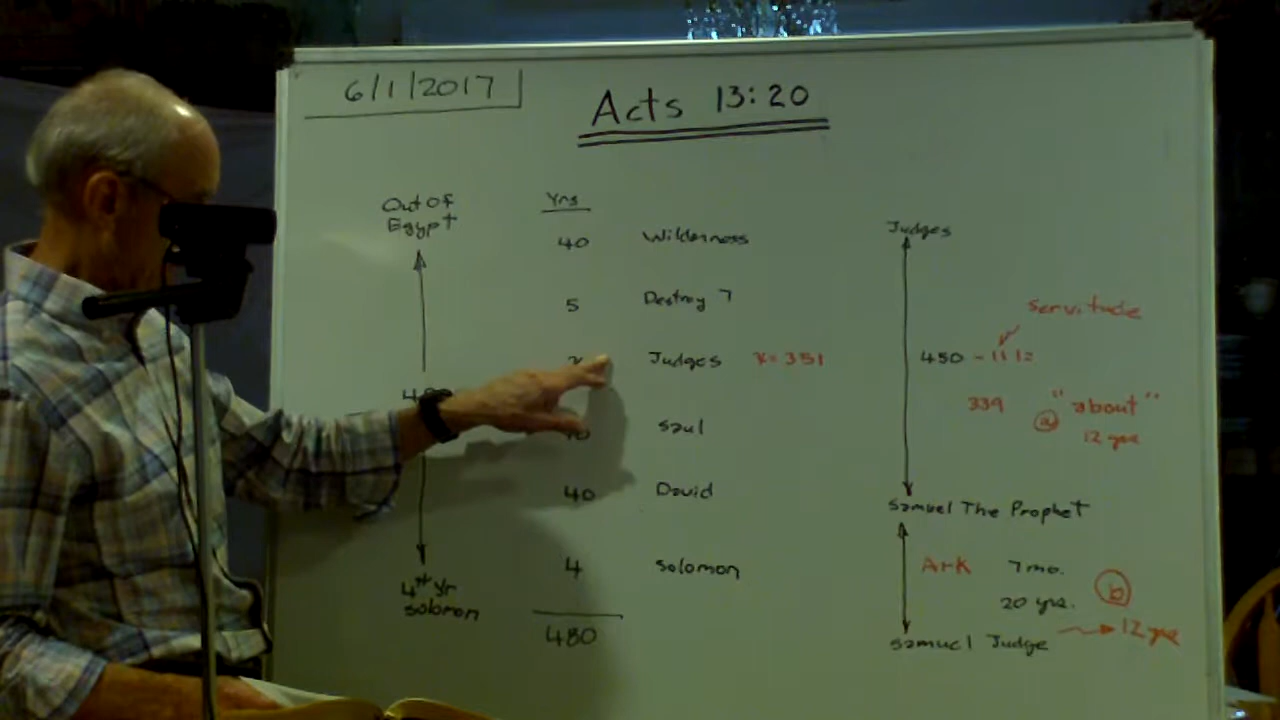 6/1/2017
Acts 13:20
Out Of
Egypt
4st yr
solomon
Yrs
40 Wilderness
5 Destroy 7
x Judges x=351
Saul
40 David
4 solomon
480
Judges
servitude
450 - 111=
339
"about"
a
12 yrs
Samuel The Prophet
Ark 7 mo.
20 yrs.
b
Samuel Judge → 12 yrs